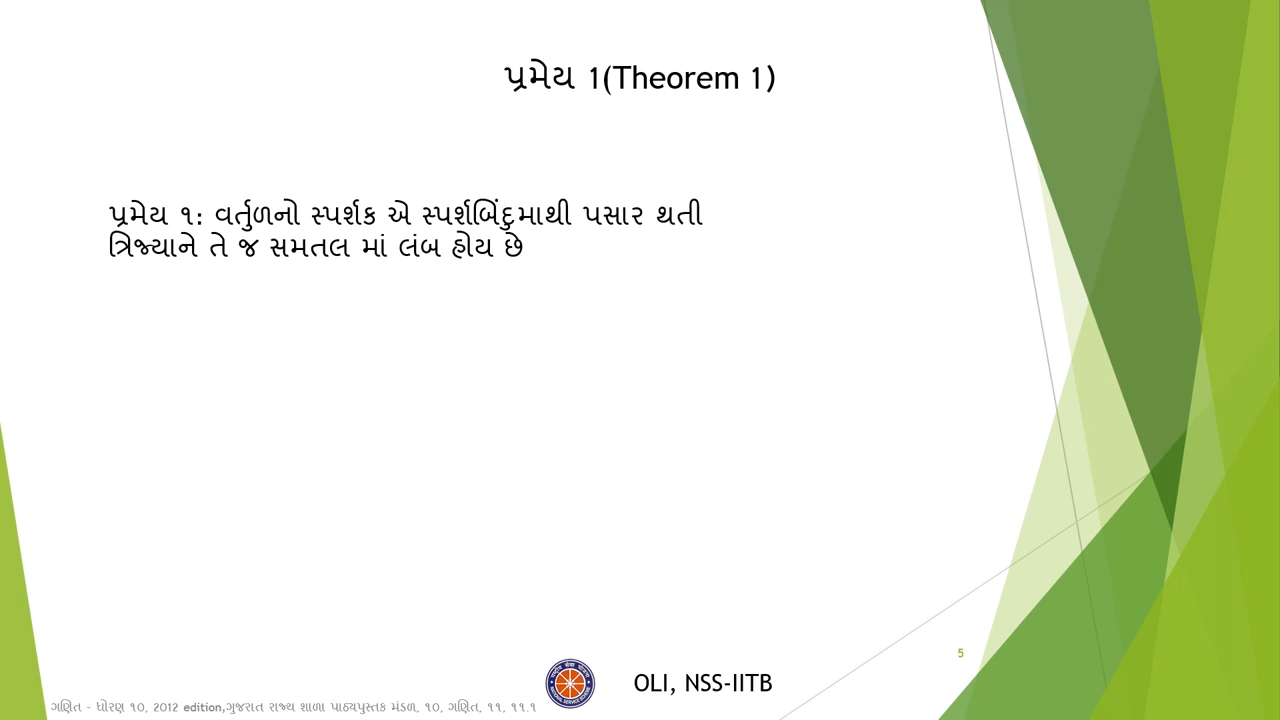 પ્રમેય 1(Theorem 1)
પ્રમેય ૧: વર્તુળનો સ્પર્શક એ સ્પર્શબિંદુમાથી પસાર થતી
ત્રિજ્યાને તે જ સમતલ માં લંબ હોય છે
5
OLI, NSS-IITB
ગણિત - ધોરણ ૧૦, 2012 edition,ગુજરાત રાજ્ય શાળા પાઠ્યપુસ્તક મંડળ, ૧૦, ગણિત, ૧૧, ૧૧.૧